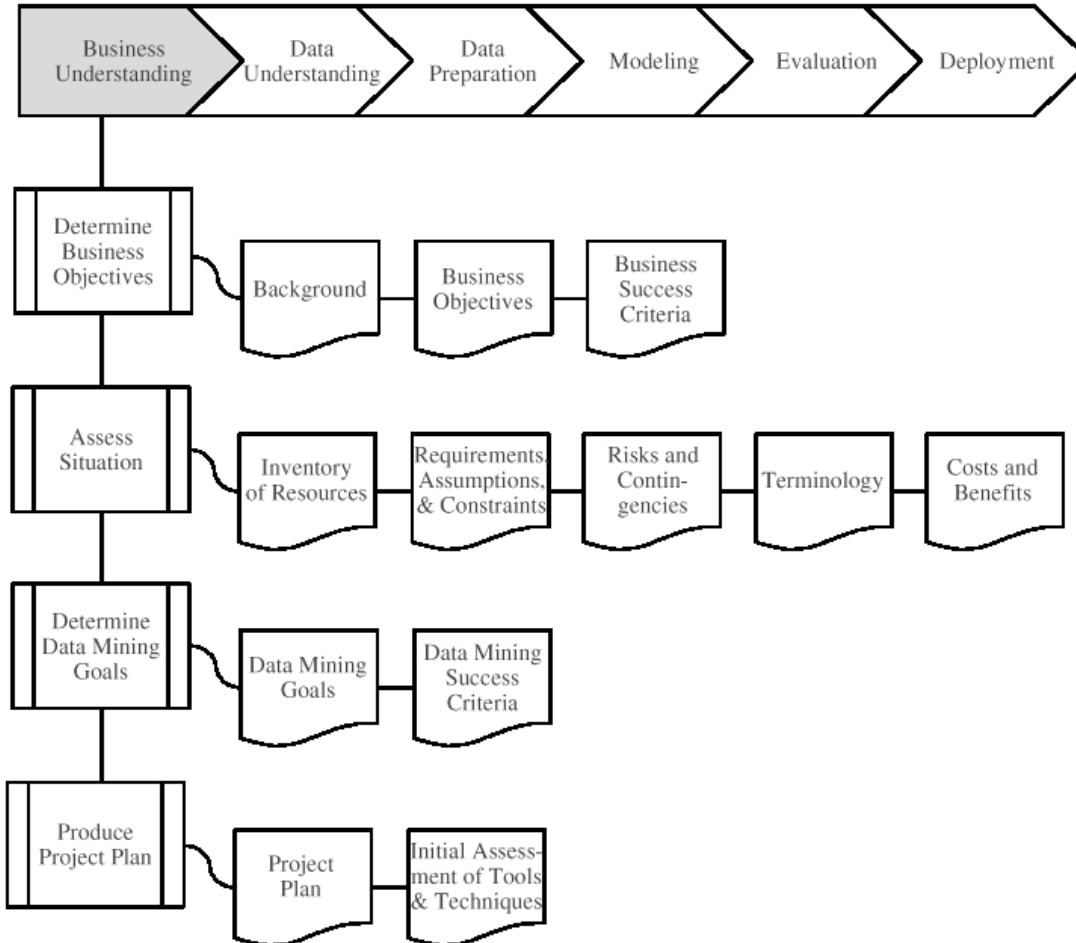 Business
Understanding
Data
Understanding
Data
Preparation
Modeling
Evaluation
Deployment
Determine
Business
Objectives
Background
Business
Objectives
Business
Success
Criteria
Assess
Situation
Inventory
of Resources
Requirements,
Assumptions,
& Constraints
Risks and
Contin-
gencies
Terminology
Costs and
Benefits
Determine
Data Mining
Goals
Data Mining
Goals
Data Mining
Success
Criteria
Produce
Project Plan
Project
Plan
Initial Assess-
ment of Tools
& Techniques